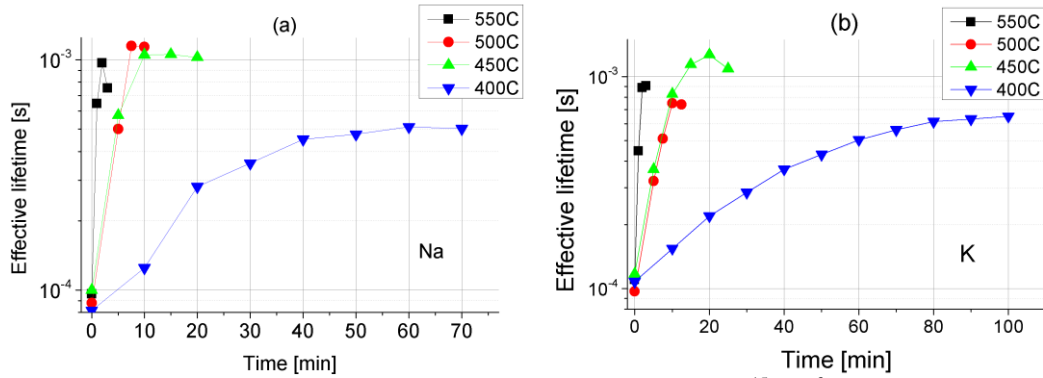 (a)
550C
500C
450C
400C
10⁻³
10⁻⁴
Effective lifetime [s]
Na
0 10 20 30 40 50 60 70
Time [min]
(b)
550C
500C
450C
400C
10⁻³
10⁻⁴
Effective lifetime [s]
K
0 20 40 60 80 100
Time [min]